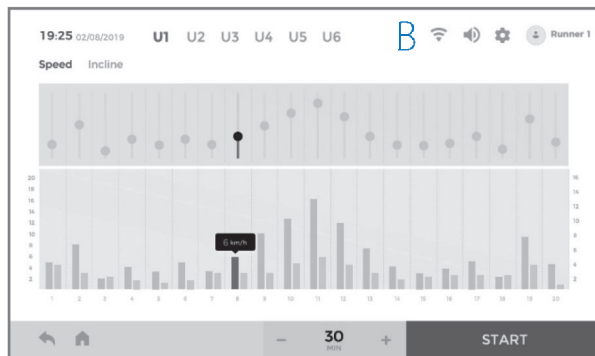 19:25 02/08/2019 U1 U2 U3 U4 U5 U6 B Runner 1
Speed Incline
20 16
18 14
16 12
14 10
12 8
10 6
8 4
6 2
4
2
6 km/h
1 2 3 4 5 6 7 8 9 10 11 12 13 14 15 16 17 18 19 20
− 30 + START
MIN